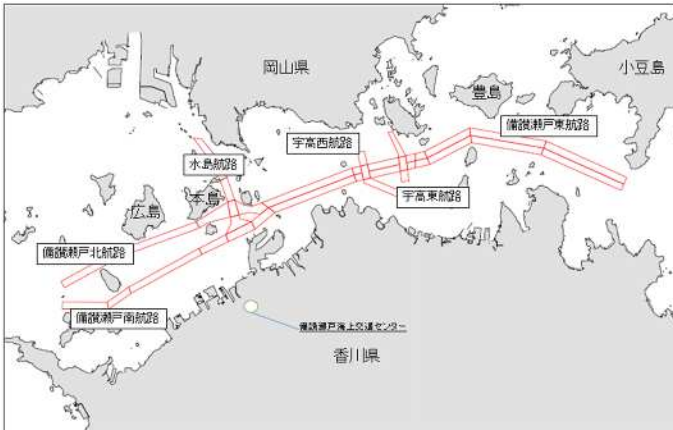 岡山県
小豆島
豊島
備讃瀬戸東航路
宇高西航路
水島航路
宇高東航路
本島
広島
備讃瀬戸北航路
備讃瀬戸南航路
備讃瀬戸海上交通センター
香川県